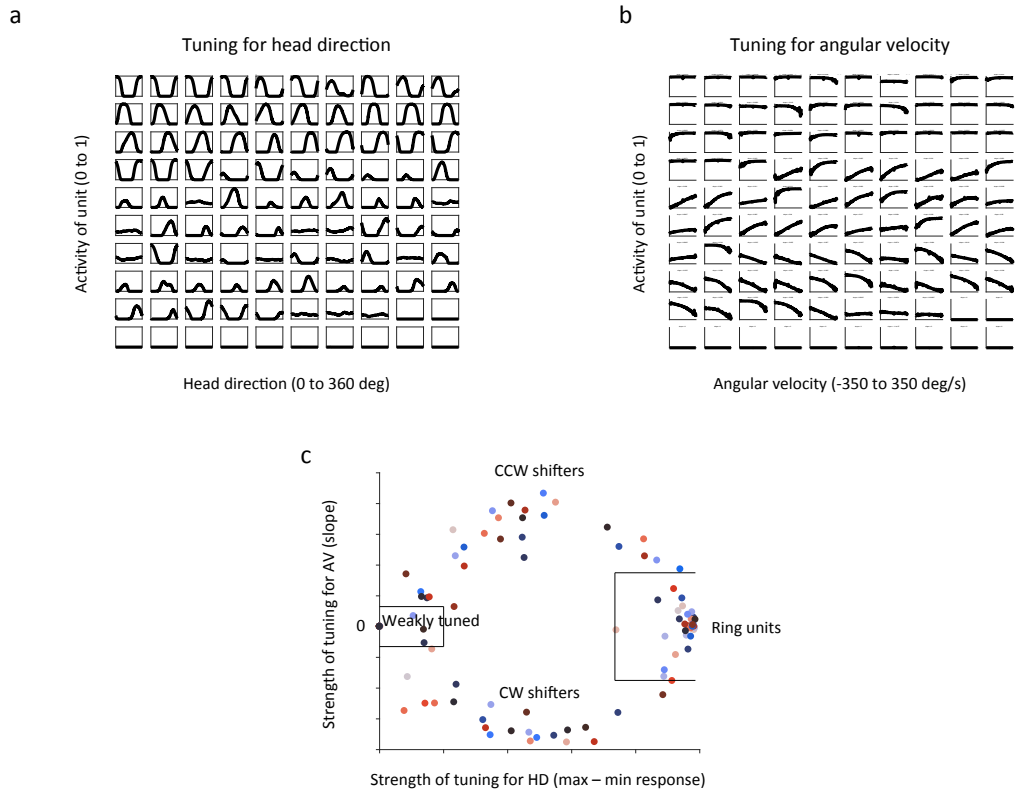 a
Tuning for head direction
Activity of unit (0 to 1)
Head direction (0 to 360 deg)
b
Tuning for angular velocity
Activity of unit (0 to 1)
Angular velocity (-350 to 350 deg/s)
c
CCW shifters
Strength of tuning for AV (slope)
0
Weakly tuned
Ring units
CW shifters
Strength of tuning for HD (max – min response)